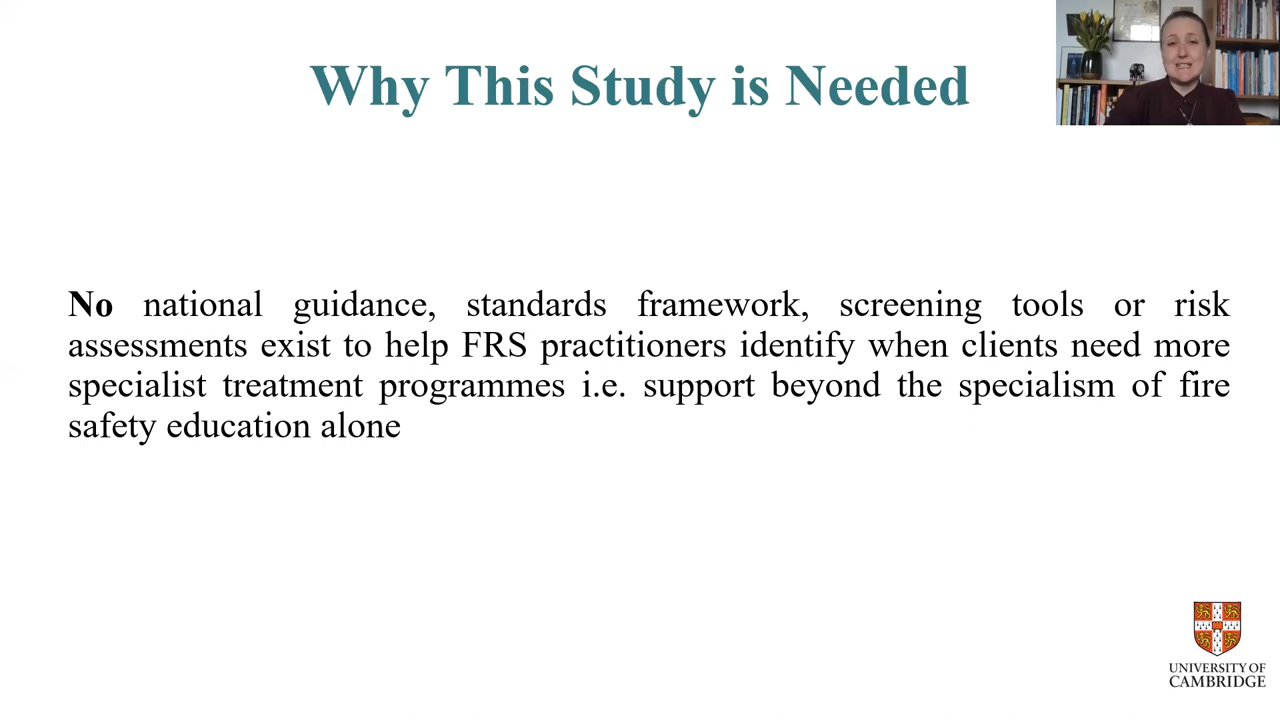 Why This Study is Needed
No national guidance, standards framework, screening tools or risk
assessments exist to help FRS practitioners identify when clients need more
specialist treatment programmes i.e. support beyond the specialism of fire
safety education alone
UNIVERSITY OF
CAMBRIDGE